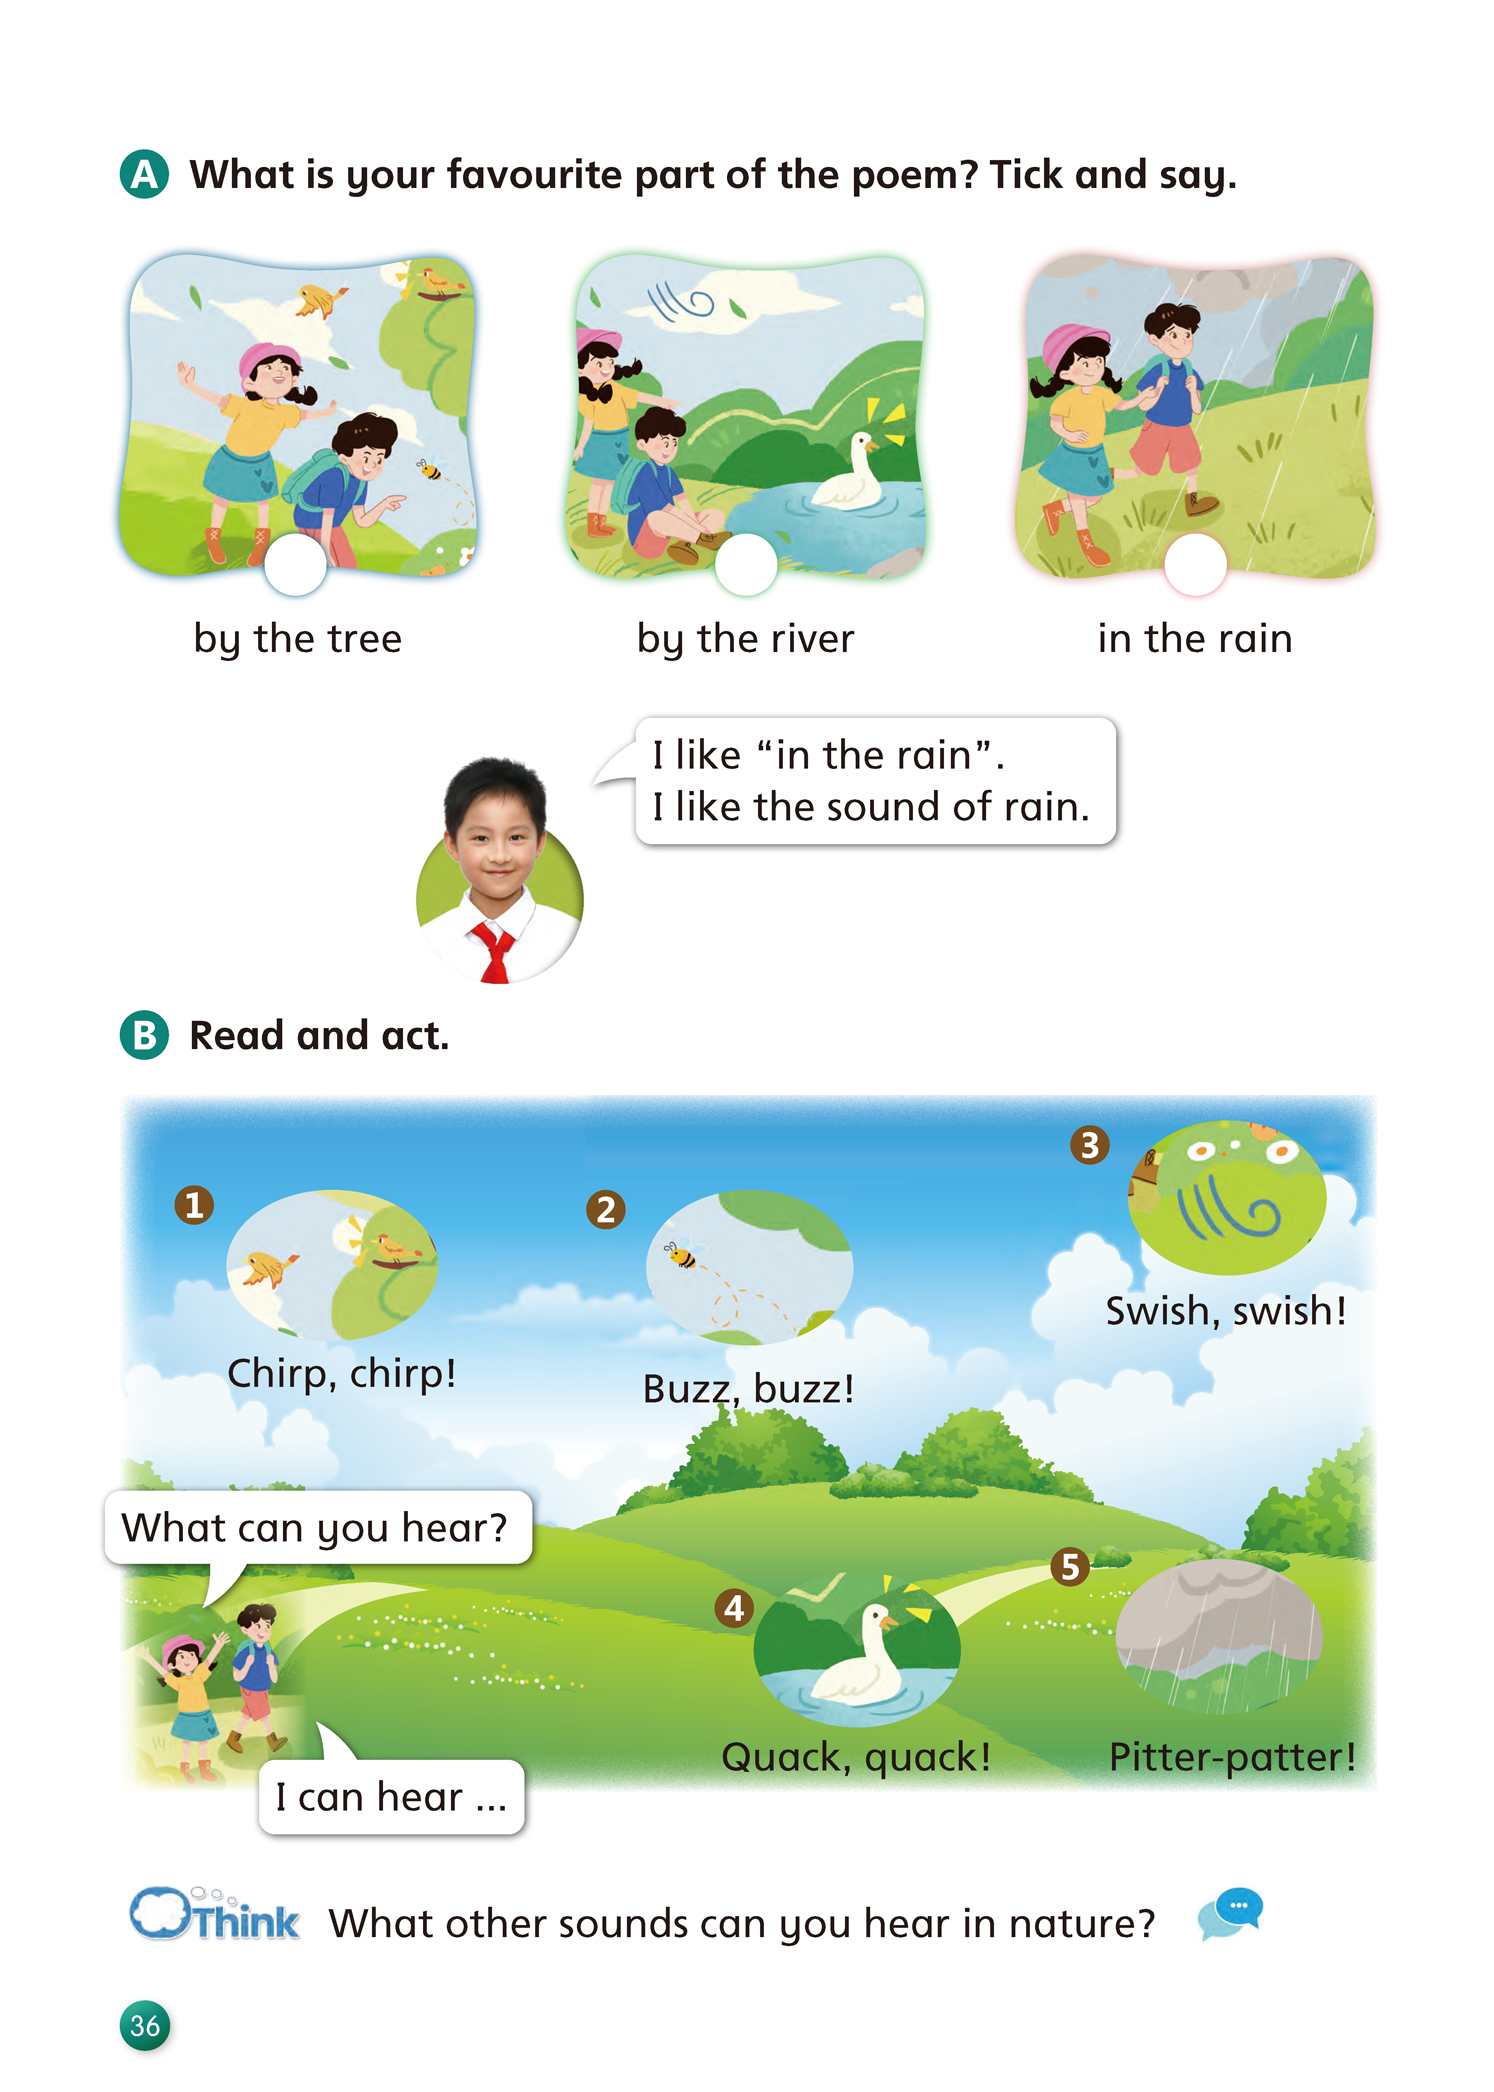 A What is your favourite part of the poem? Tick and say.
by the tree
by the river
in the rain
I like “in the rain”.
I like the sound of rain.
B Read and act.
1
Chirp, chirp!
2
Buzz, buzz!
3
Swish, swish!
What can you hear?
I can hear ...
4
Quack, quack!
5
Pitter-patter!
Think What other sounds can you hear in nature?
36